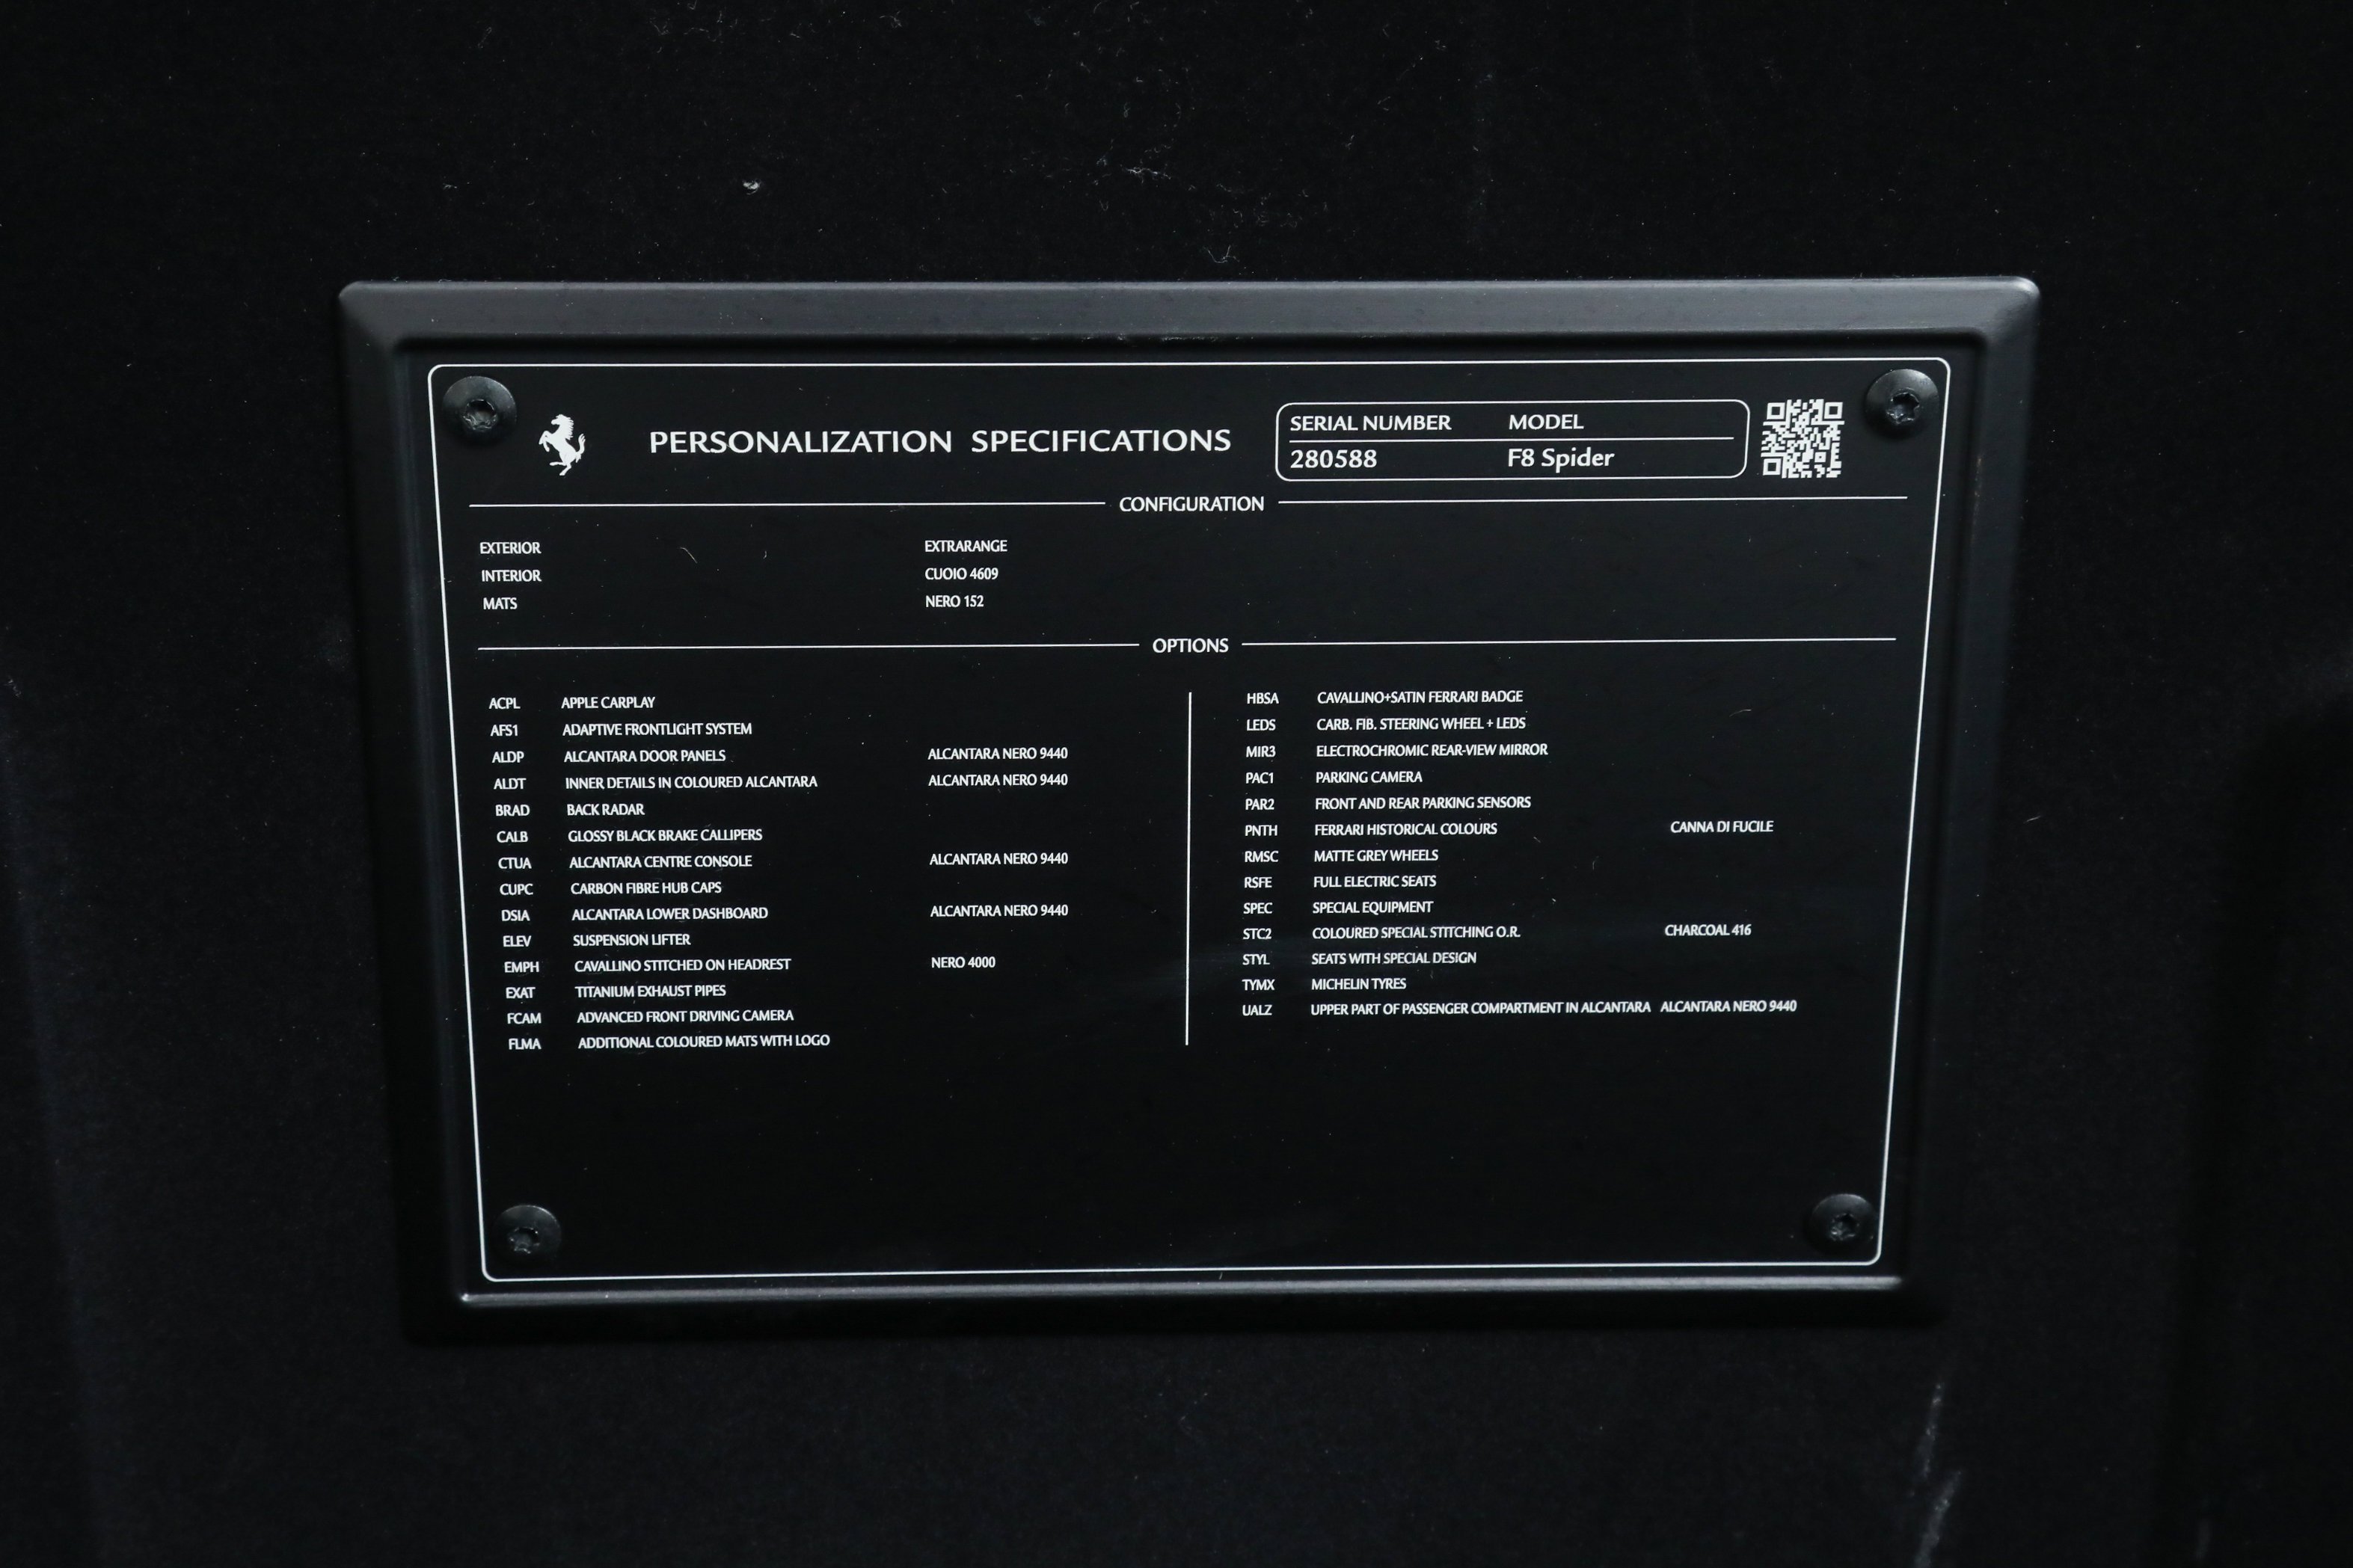 PERSONALIZATION SPECIFICATIONS
SERIAL NUMBER MODEL
280588 F8 Spider
CONFIGURATION
EXTERIOR EXTRARANGE
INTERIOR CUOIO 4609
MATS NERO 152
OPTIONS
ACPL APPLE CARPLAY
AFS1 ADAPTIVE FRONTLIGHT SYSTEM
ALDP ALCANTARA DOOR PANELS ALCANTARA NERO 9440
ALDT INNER DETAILS IN COLOURED ALCANTARA ALCANTARA NERO 9440
BRAD BACK RADAR
CALB GLOSSY BLACK BRAKE CALLIPERS
CTUA ALCANTARA CENTRE CONSOLE ALCANTARA NERO 9440
CUPC CARBON FIBRE HUB CAPS
DSIA ALCANTARA LOWER DASHBOARD ALCANTARA NERO 9440
ELEV SUSPENSION LIFTER
EMPH CAVALLINO STITCHED ON HEADREST NERO 4000
EXAT TITANIUM EXHAUST PIPES
FCAM ADVANCED FRONT DRIVING CAMERA
FLMA ADDITIONAL COLOURED MATS WITH LOGO
HBSA CAVALLINO+SATIN FERRARI BADGE
LEDS CARB. FIB. STEERING WHEEL + LEDS
MIR3 ELECTROCHROMIC REAR-VIEW MIRROR
PAC1 PARKING CAMERA
PAR2 FRONT AND REAR PARKING SENSORS
PNTH FERRARI HISTORICAL COLOURS CANNA DI FUCILE
RMSC MATTE GREY WHEELS
RSFE FULL ELECTRIC SEATS
SPEC SPECIAL EQUIPMENT
STC2 COLOURED SPECIAL STITCHING O.R. CHARCOAL 416
STYL SEATS WITH SPECIAL DESIGN
TYMX MICHELIN TYRES
UALZ UPPER PART OF PASSENGER COMPARTMENT IN ALCANTARA ALCANTARA NERO 9440